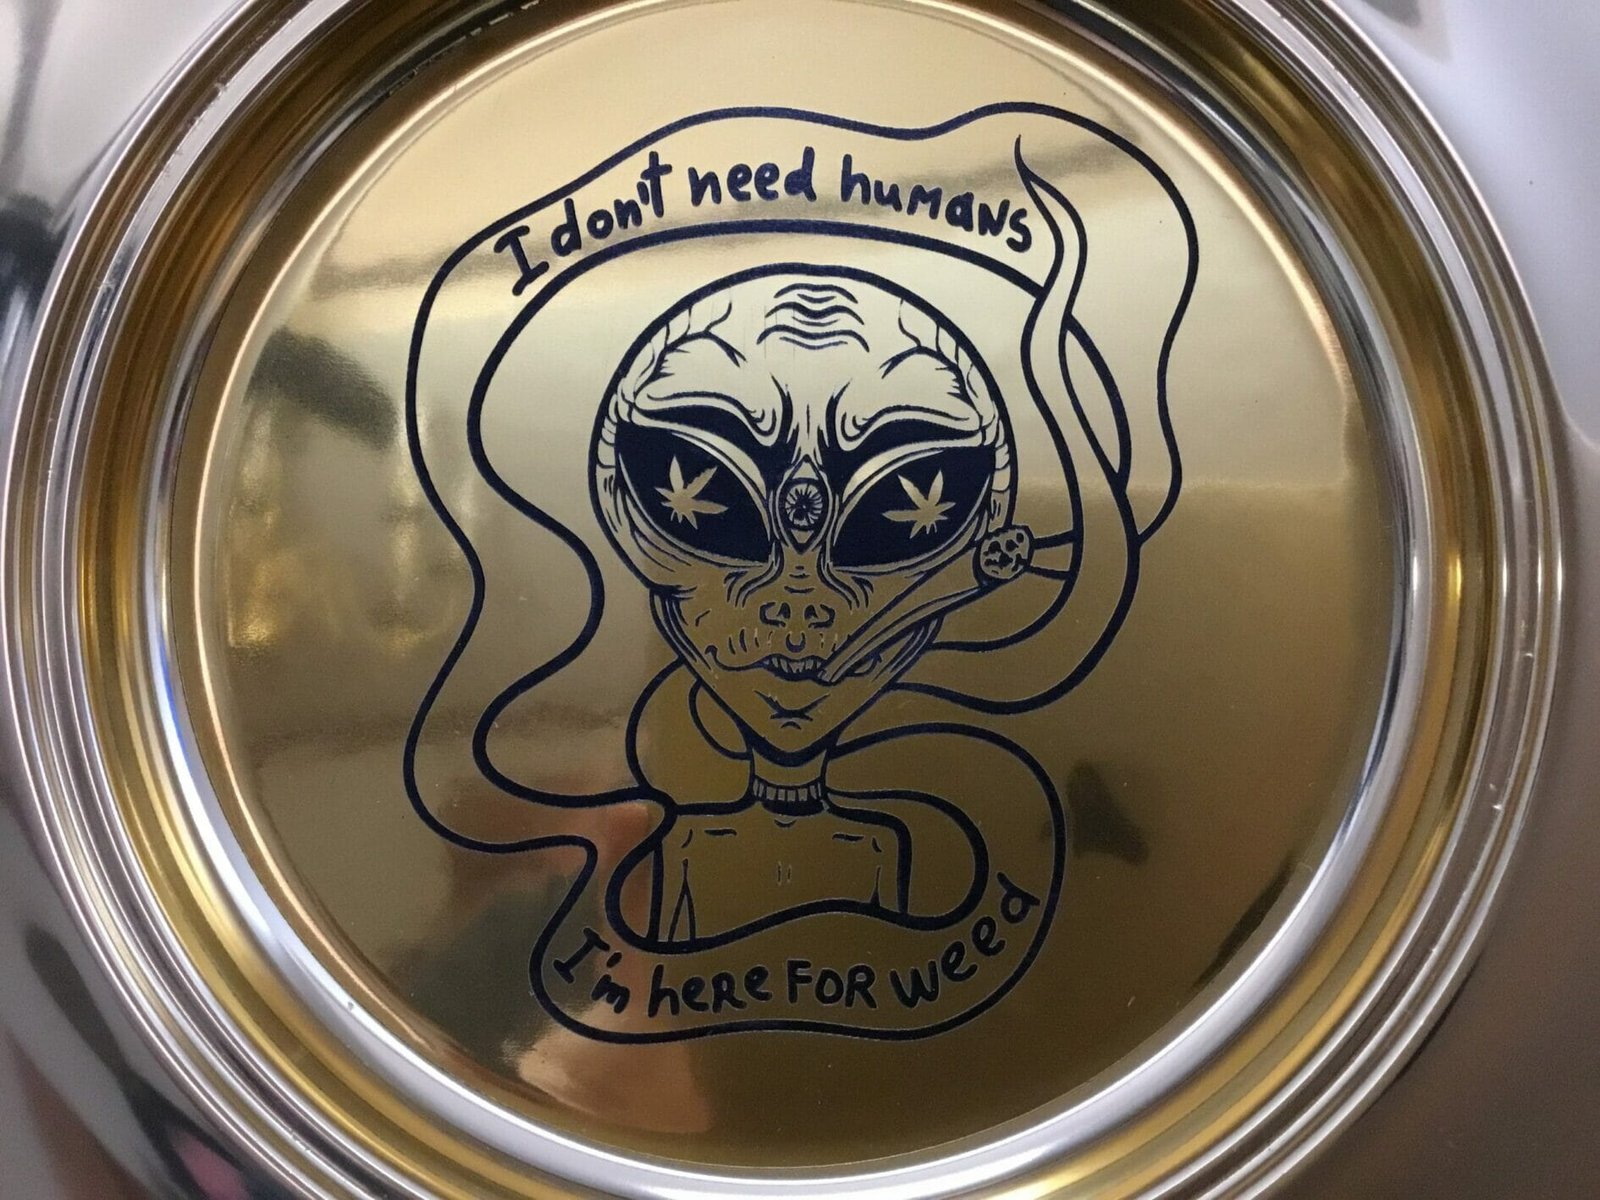 I don't need humans
I'm here FOR weed